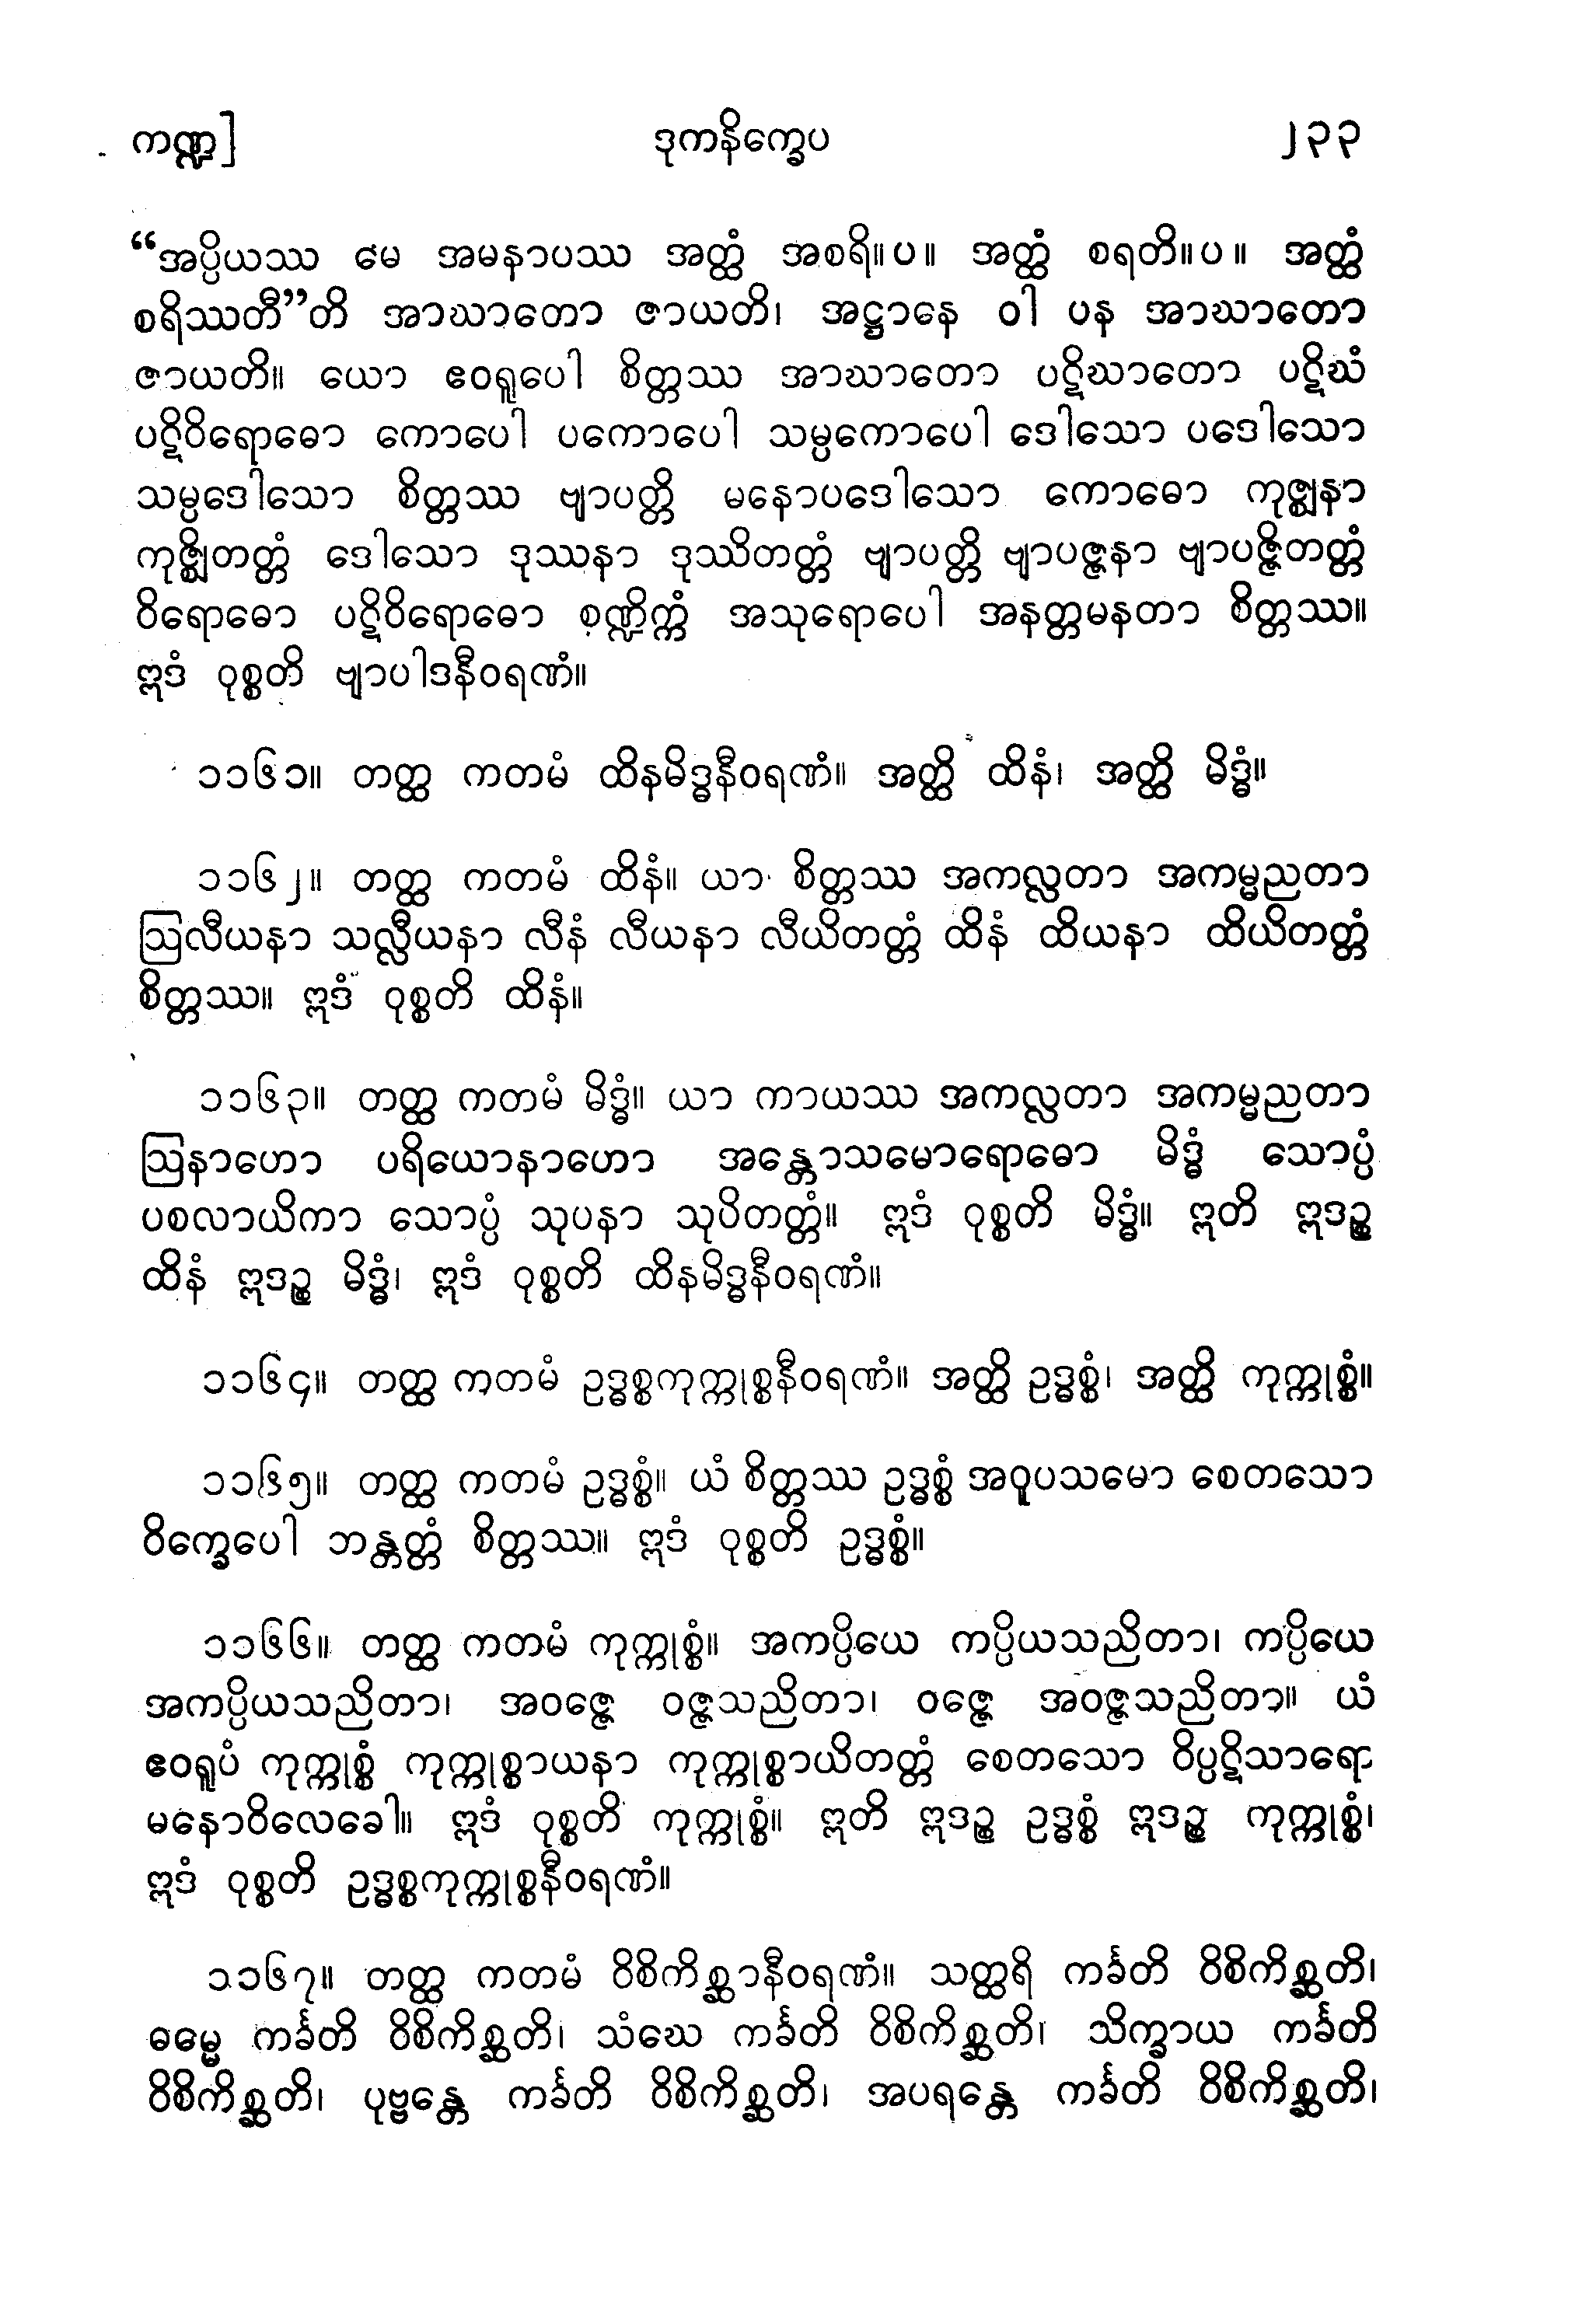 ကဏ္ဍ] ဒုကနိက္ခေပ ၂၃၃
“အပ္ပိယဿ မေ အမနာပဿ အတ္ထံ အစရိ။ပ။ အတ္ထံ စရတိ။ပ။ အတ္ထံ
စရိဿတီ”တိ အာဃာတော ဇာယတိ၊ အဋ္ဌာနေ ဝါ ပန အာဃာတော
ဇာယတိ။ ယော ဧဝရူပေါ စိတ္တဿ အာဃာတော ပဋိဃာတော ပဋိဃံ
ပဋိဝိရောဓော ကောပေါ ပကောပေါ သမ္ပကောပေါ ဒေါသော ပဒေါသော
သမ္ပဒေါသော စိတ္တဿ ဗျာပတ္တိ မနောပဒေါသော ကောဓော ကုဇ္ဈနာ
ကုဇ္ဈိတတ္တံ ဒေါသော ဒုဿနာ ဒုဿိတတ္တံ ဗျာပတ္တိ ဗျာပဇ္ဇနာ ဗျာပဇ္ဇိတတ္တံ
ဝိရောဓော ပဋိဝိရောဓော စဏ္ဍိက္ကံ အသုရောပေါ အနတ္တမနတာ စိတ္တဿ။
ဣဒံ ဝုစ္စတိ ဗျာပါဒနီဝရဏံ။
၁၁၆၁။ တတ္ထ ကတမံ ထိနမိဒ္ဓနီဝရဏံ။ အတ္ထိ ထိနံ၊ အတ္ထိ မိဒ္ဓံ။
၁၁၆၂။ တတ္ထ ကတမံ ထိနံ။ ယာ စိတ္တဿ အကလ္လတာ အကမ္မညတာ
ဩလီယနာ သလ္လီယနာ လီနံ လီယနာ လီယိတတ္တံ ထိနံ ထိယနာ ထိယိတတ္တံ
စိတ္တဿ။ ဣဒံ ဝုစ္စတိ ထိနံ။
၁၁၆၃။ တတ္ထ ကတမံ မိဒ္ဓံ။ ယာ ကာယဿ အကလ္လတာ အကမ္မညတာ
ဩနာဟော ပရိယောနာဟော အန္တောသမောရောဓော မိဒ္ဓံ သောပ္ပံ
ပစလာယိကာ သောပ္ပံ သုပနာ သုပိတတ္တံ။ ဣဒံ ဝုစ္စတိ မိဒ္ဓံ။ ဣတိ ဣဒဉ္စ
ထိနံ ဣဒဉ္စ မိဒ္ဓံ၊ ဣဒံ ဝုစ္စတိ ထိနမိဒ္ဓနီဝရဏံ။
၁၁၆၄။ တတ္ထ ကတမံ ဥဒ္ဓစ္စကုက္ကုစ္စနီဝရဏံ။ အတ္ထိ ဥဒ္ဓစ္စံ၊ အတ္ထိ ကုက္ကုစ္စံ။
၁၁၆၅။ တတ္ထ ကတမံ ဥဒ္ဓစ္စံ။ ယံ စိတ္တဿ ဥဒ္ဓစ္စံ အဝူပသမော စေတသော
ဝိက္ခေပေါ ဘန္တတ္တံ စိတ္တဿ။ ဣဒံ ဝုစ္စတိ ဥဒ္ဓစ္စံ။
၁၁၆၆။ တတ္ထ ကတမံ ကုက္ကုစ္စံ။ အကပ္ပိယေ ကပ္ပိယသညိတာ၊ ကပ္ပိယေ
အကပ္ပိယသညိတာ၊ အဝဇ္ဇေ ဝဇ္ဇသညိတာ၊ ဝဇ္ဇေ အဝဇ္ဇသညိတာ။ ယံ
ဧဝရူပံ ကုက္ကုစ္စံ ကုက္ကုစ္စာယနာ ကုက္ကုစ္စာယိတတ္တံ စေတသော ဝိပ္ပဋိသာရော
မနောဝိလေခေါ။ ဣဒံ ဝုစ္စတိ ကုက္ကုစ္စံ။ ဣတိ ဣဒဉ္စ ဥဒ္ဓစ္စံ ဣဒဉ္စ ကုက္ကုစ္စံ၊
ဣဒံ ဝုစ္စတိ ဥဒ္ဓစ္စကုက္ကုစ္စနီဝရဏံ။
၁၁၆၇။ တတ္ထ ကတမံ ဝိစိကိစ္ဆာနီဝရဏံ။ သတ္ထရိ ကင်္ခတိ ဝိစိကိစ္ဆတိ၊
ဓမ္မေ ကင်္ခတိ ဝိစိကိစ္ဆတိ၊ သံဃေ ကင်္ခတိ ဝိစိကိစ္ဆတိ၊ သိက္ခာယ ကင်္ခတိ
ဝိစိကိစ္ဆတိ၊ ပုဗ္ဗန္တေ ကင်္ခတိ ဝိစိကိစ္ဆတိ၊ အပရန္တေ ကင်္ခတိ ဝိစိကိစ္ဆတိ၊